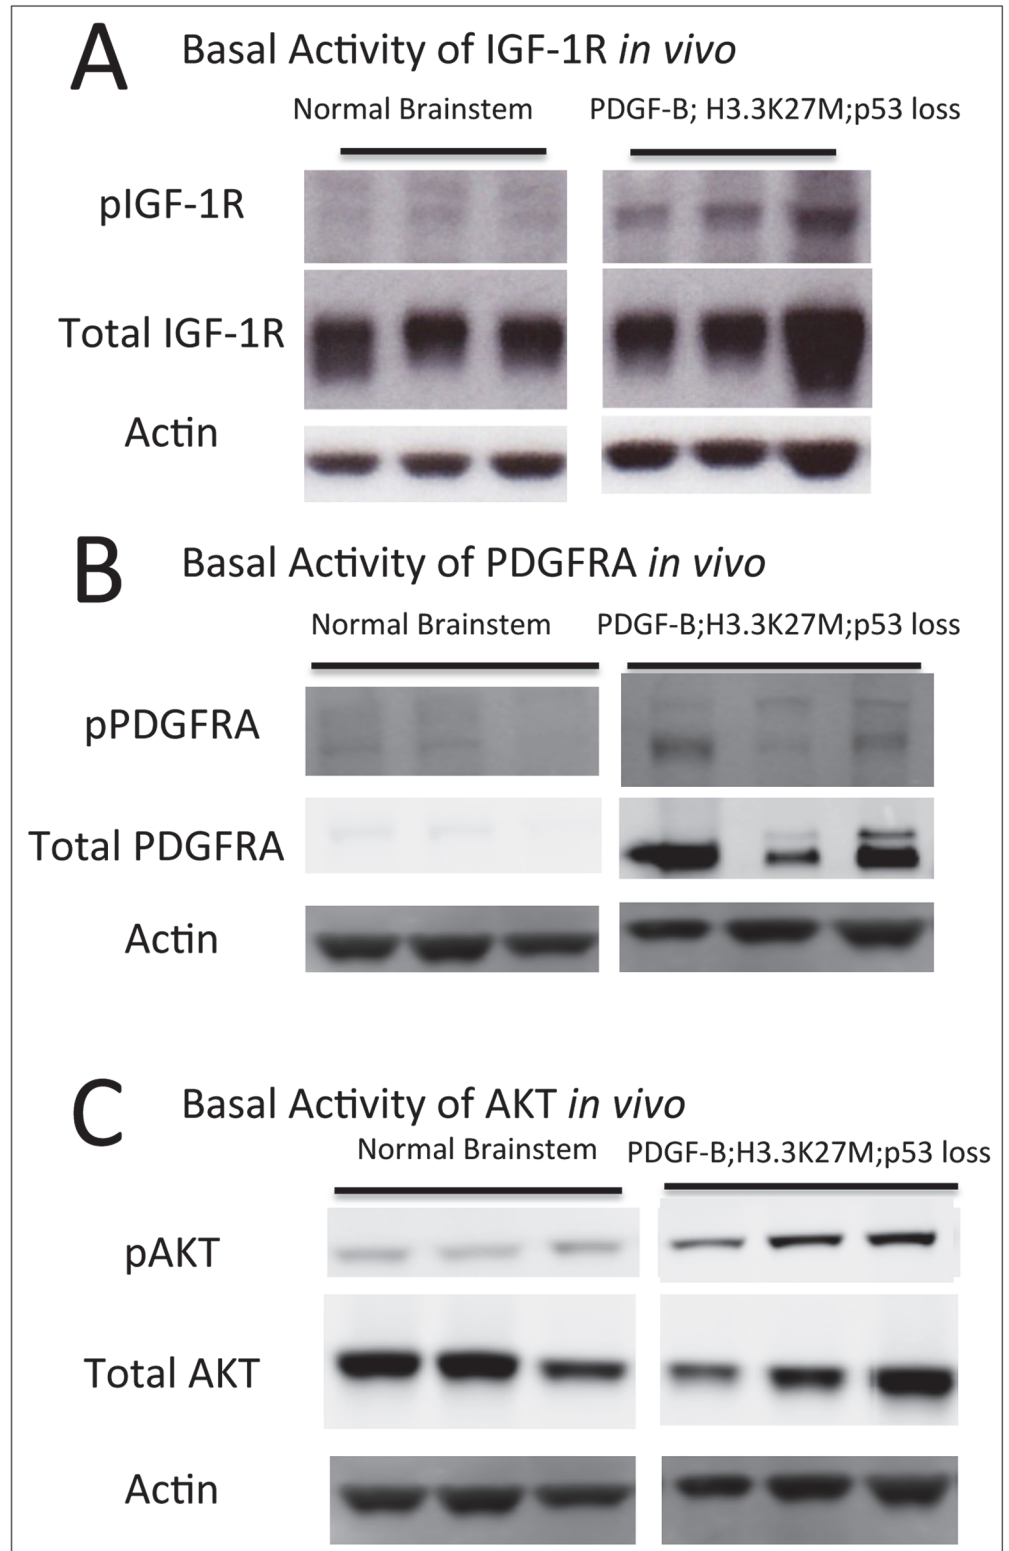 A Basal Activity of IGF-1R in vivo
Normal Brainstem PDGF-B; H3.3K27M;p53 loss
pIGF-1R
Total IGF-1R
Actin
B Basal Activity of PDGFRA in vivo
Normal Brainstem PDGF-B;H3.3K27M;p53 loss
pPDGFRA
Total PDGFRA
Actin
C Basal Activity of AKT in vivo
Normal Brainstem PDGF-B;H3.3K27M;p53 loss
pAKT
Total AKT
Actin